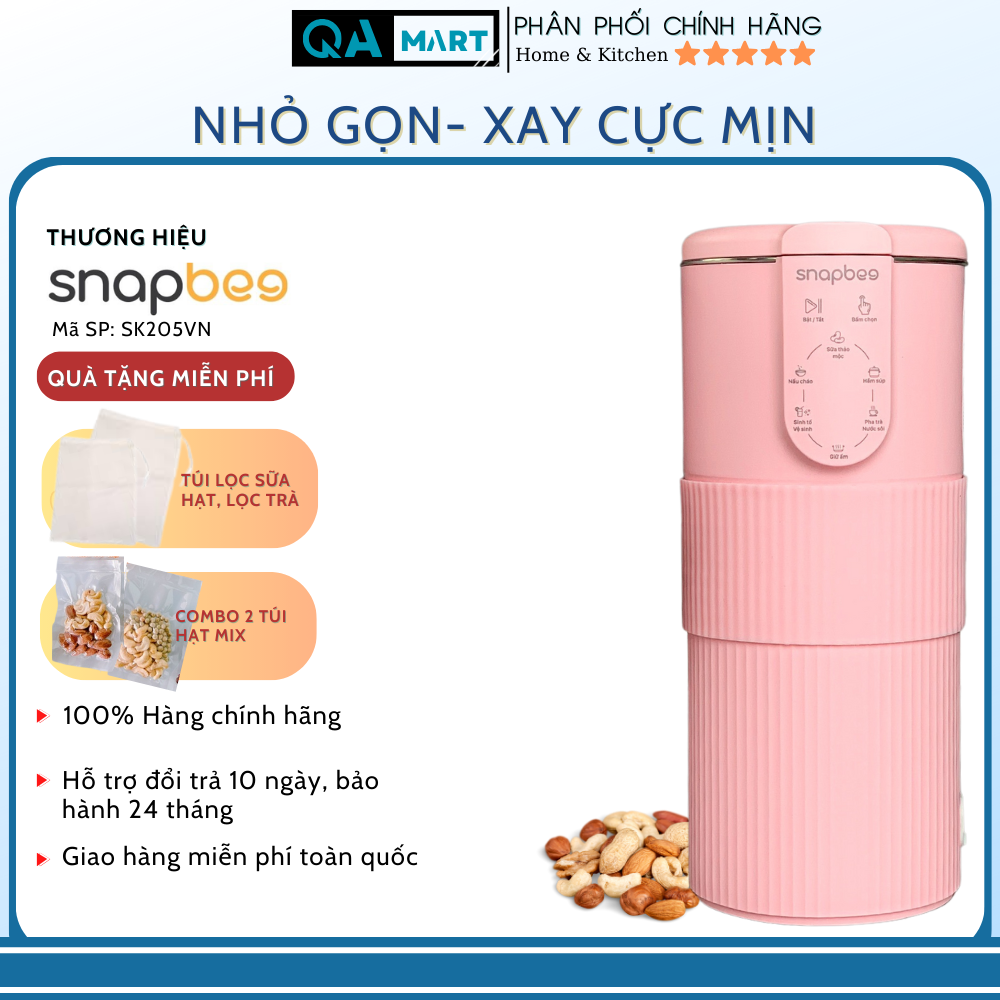 QA MART
PHÂN PHỐI CHÍNH HÃNG
Home & Kitchen
NHỎ GỌN- XAY CỰC MỊN
THƯƠNG HIỆU
snapbee
Mã SP: SK205VN
QUÀ TẶNG MIỄN PHÍ
TÚI LỌC SỮA
HẠT, LỌC TRÀ
COMBO 2 TÚI
HẠT MIX
100% Hàng chính hãng
Hỗ trợ đổi trả 10 ngày, bảo
hành 24 tháng
Giao hàng miễn phí toàn quốc
snapbee
Bật / Tắt
Bấm chọn
Sữa thảo
mộc
Nấu cháo
Hầm súp
Sinh tố
Vệ sinh
Pha trà
Nước sôi
Giữ ấm